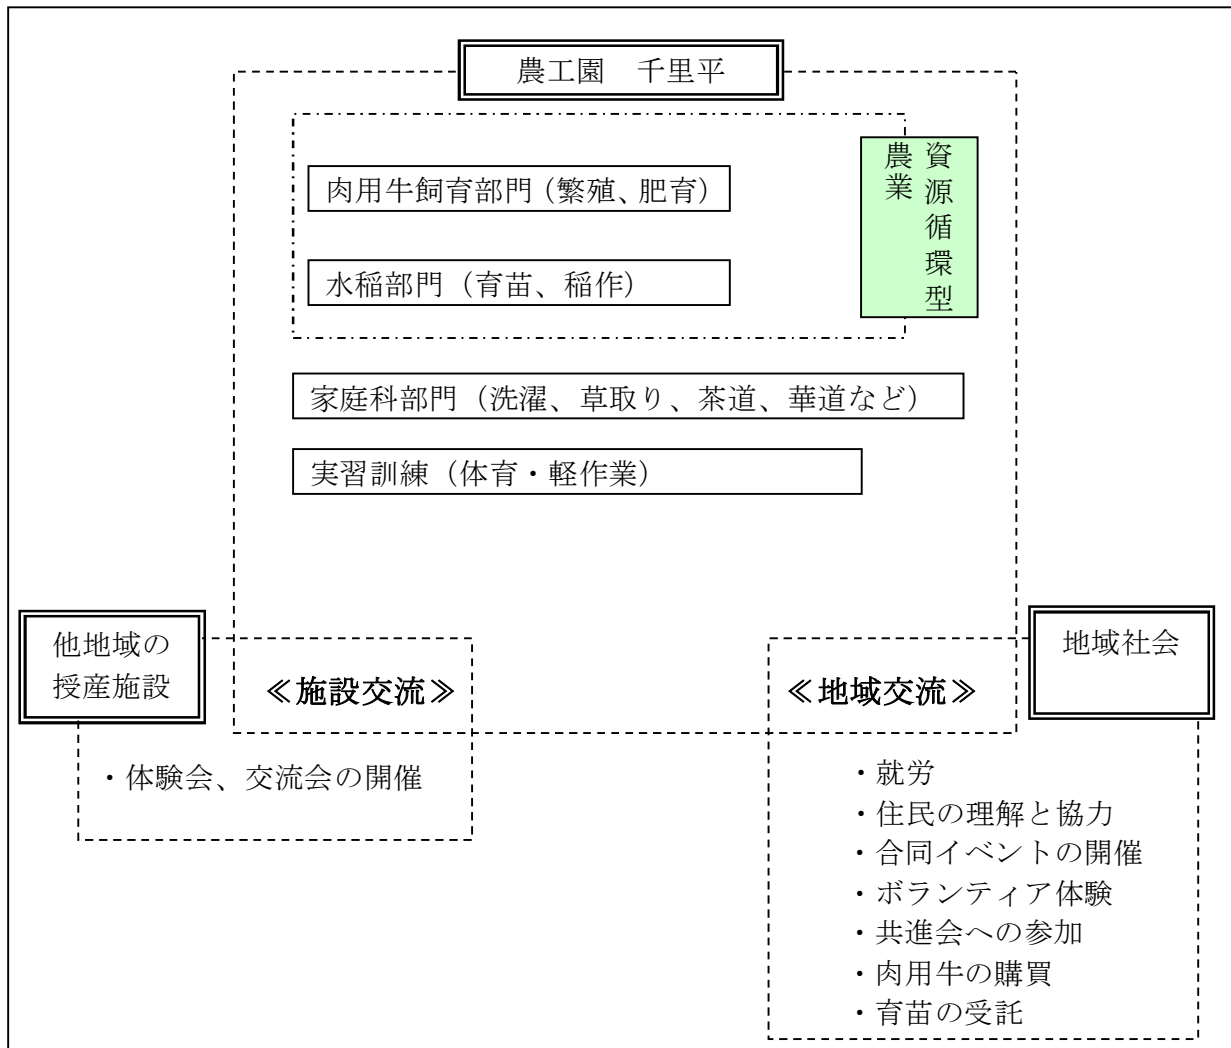 農工園　千里平
肉用牛飼育部門（繁殖、肥育）
資源循環型
農業
水稲部門（育苗、稲作）
家庭科部門（洗濯、草取り、茶道、華道など）
実習訓練（体育・軽作業）
他地域の
授産施設
≪施設交流≫
・体験会、交流会の開催
地域社会
≪地域交流≫
・就労
・住民の理解と協力
・合同イベントの開催
・ボランティア体験
・共進会への参加
・肉用牛の購買
・育苗の受託